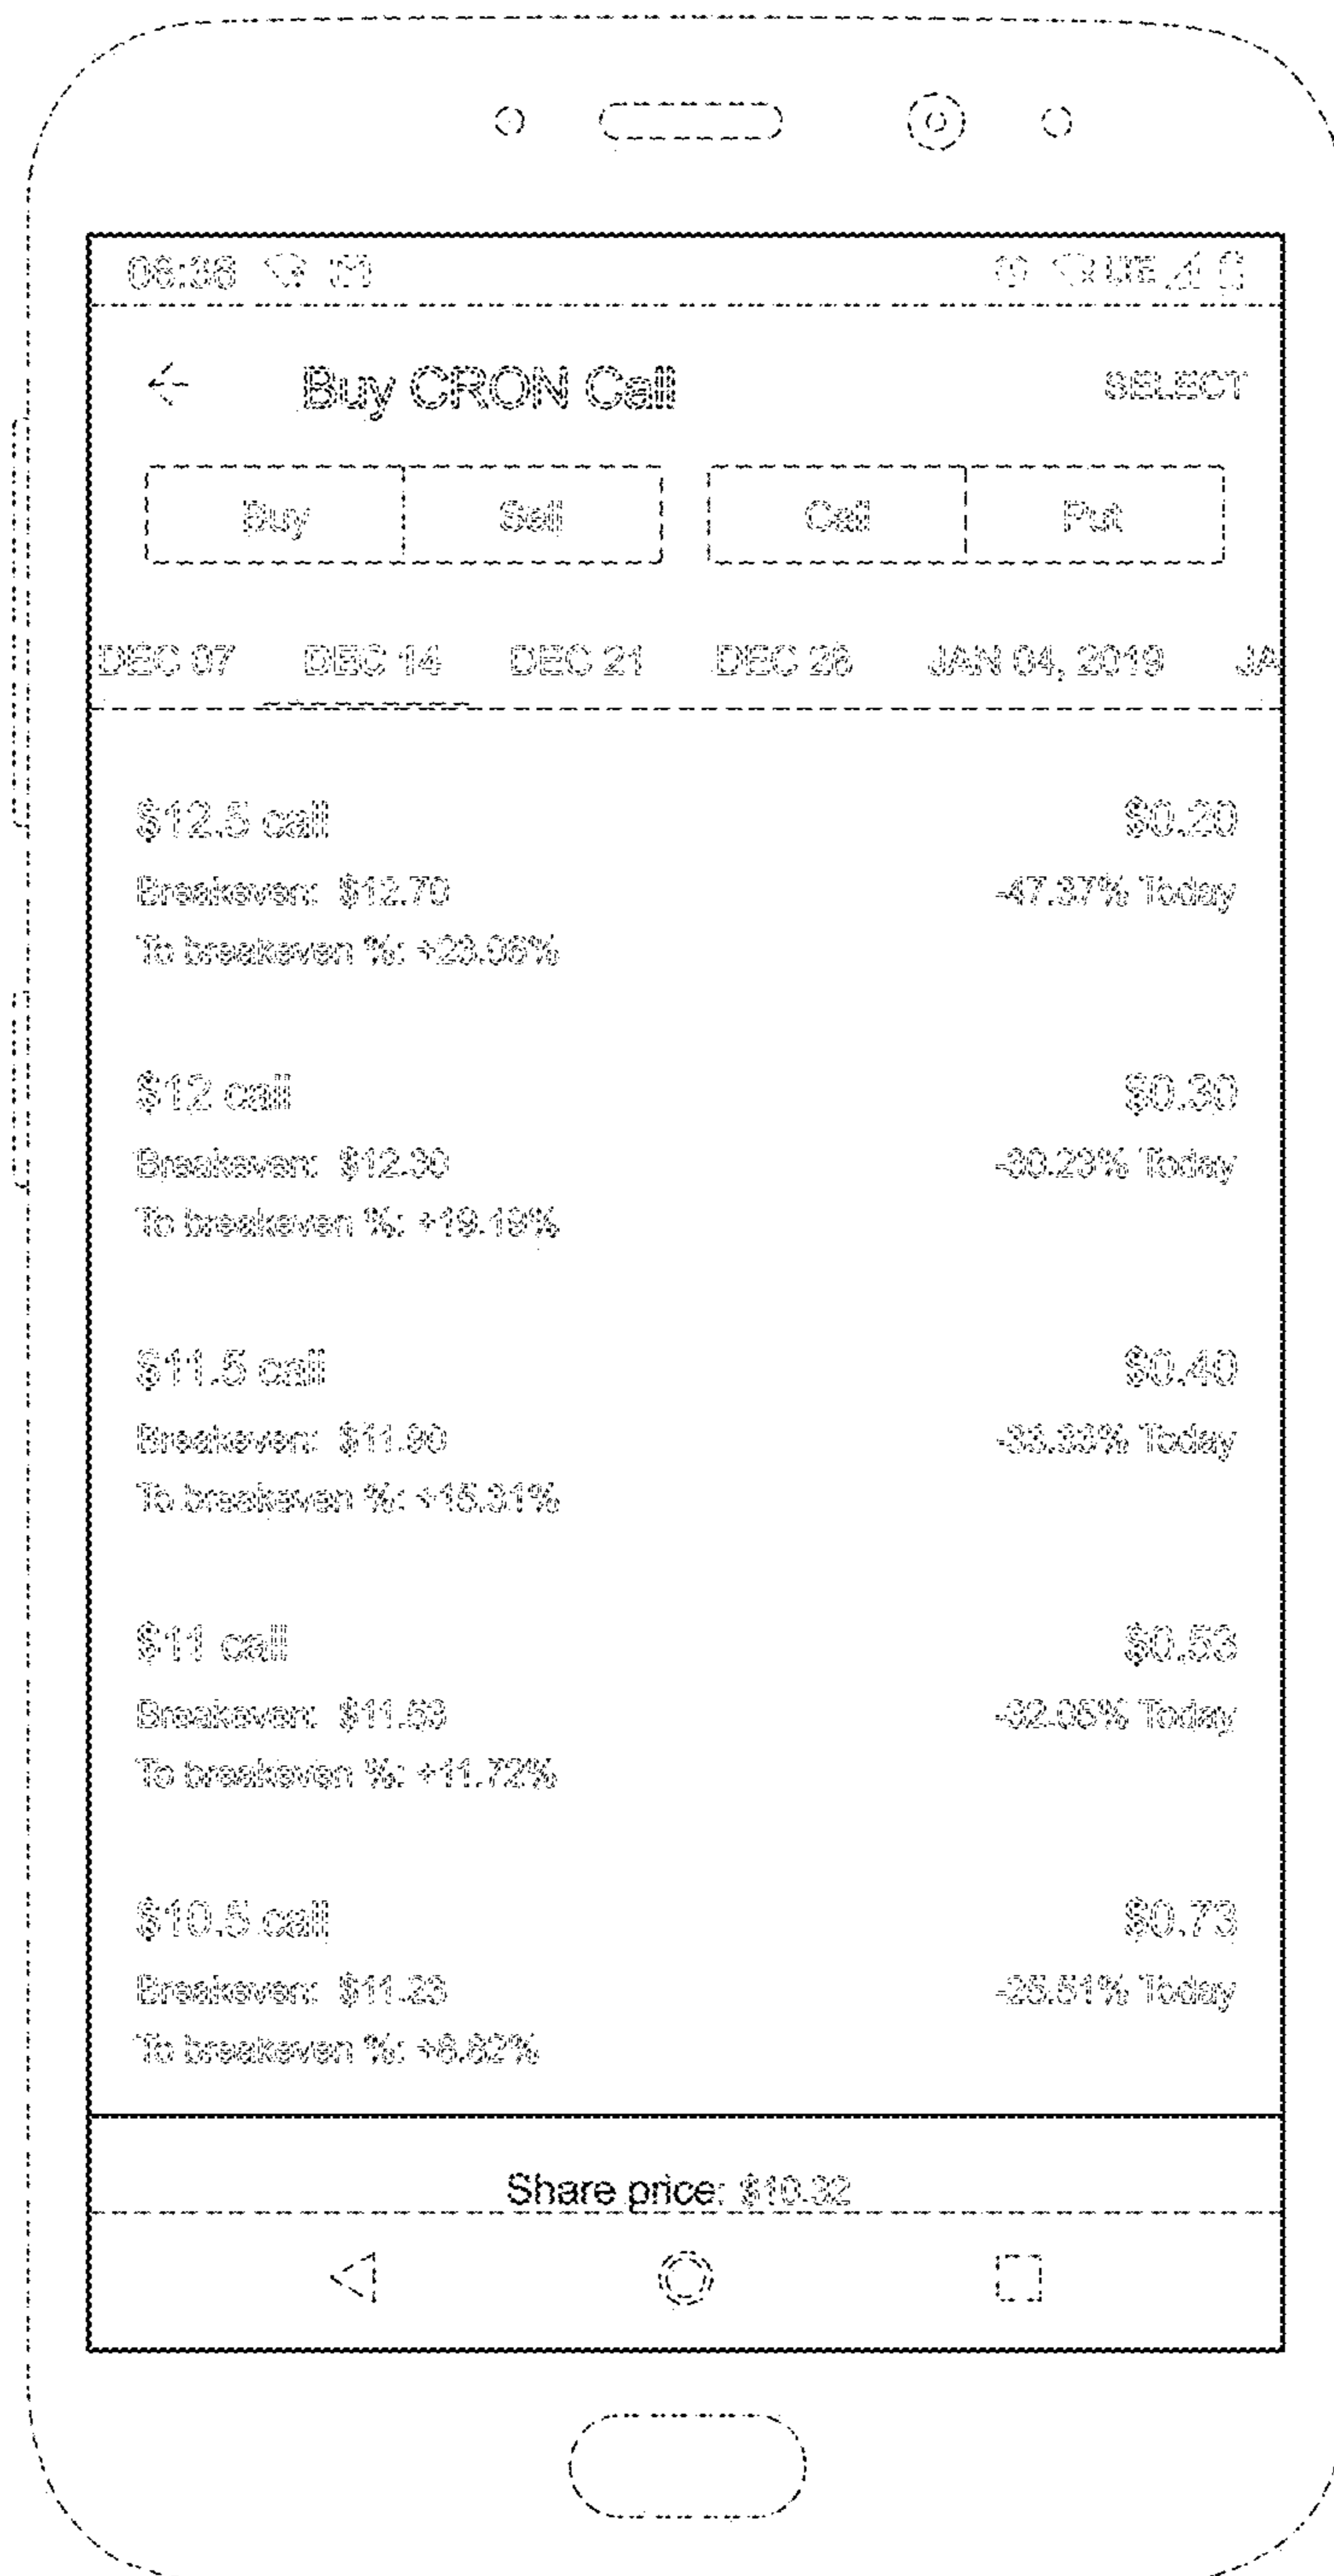 08:36 LTE
Buy CRON Call SELECT
Buy Sell Call Put
DEC 07 DEC 14 DEC 21 DEC 28 JAN 04, 2019 JA
$12.5 call $0.20
Breakeven: $12.70 -47.37% Today
To breakeven %: +23.06%
$12 call $0.30
Breakeven: $12.30 -30.23% Today
To breakeven %: +19.19%
$11.5 call $0.40
Breakeven: $11.90 -33.33% Today
To breakeven %: +15.31%
$11 call $0.53
Breakeven: $11.53 -32.05% Today
To breakeven %: +11.72%
$10.5 call $0.73
Breakeven: $11.23 -25.51% Today
To breakeven %: +8.82%
Share price: $10.32